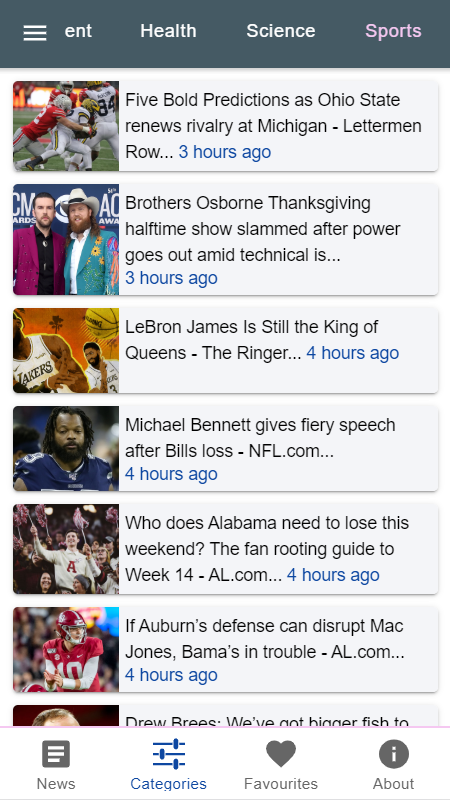 ent Health Science Sports
Five Bold Predictions as Ohio State
renews rivalry at Michigan - Lettermen
Row... 3 hours ago
Brothers Osborne Thanksgiving
halftime show slammed after power
goes out amid technical is...
3 hours ago
LeBron James Is Still the King of
Queens - The Ringer... 4 hours ago
Michael Bennett gives fiery speech
after Bills loss - NFL.com...
4 hours ago
Who does Alabama need to lose this
weekend? The fan rooting guide to
Week 14 - AL.com... 4 hours ago
If Auburn’s defense can disrupt Mac
Jones, Bama’s in trouble - AL.com...
4 hours ago
Drew Brees: We’ve got bigger fish to
News Categories Favourites About